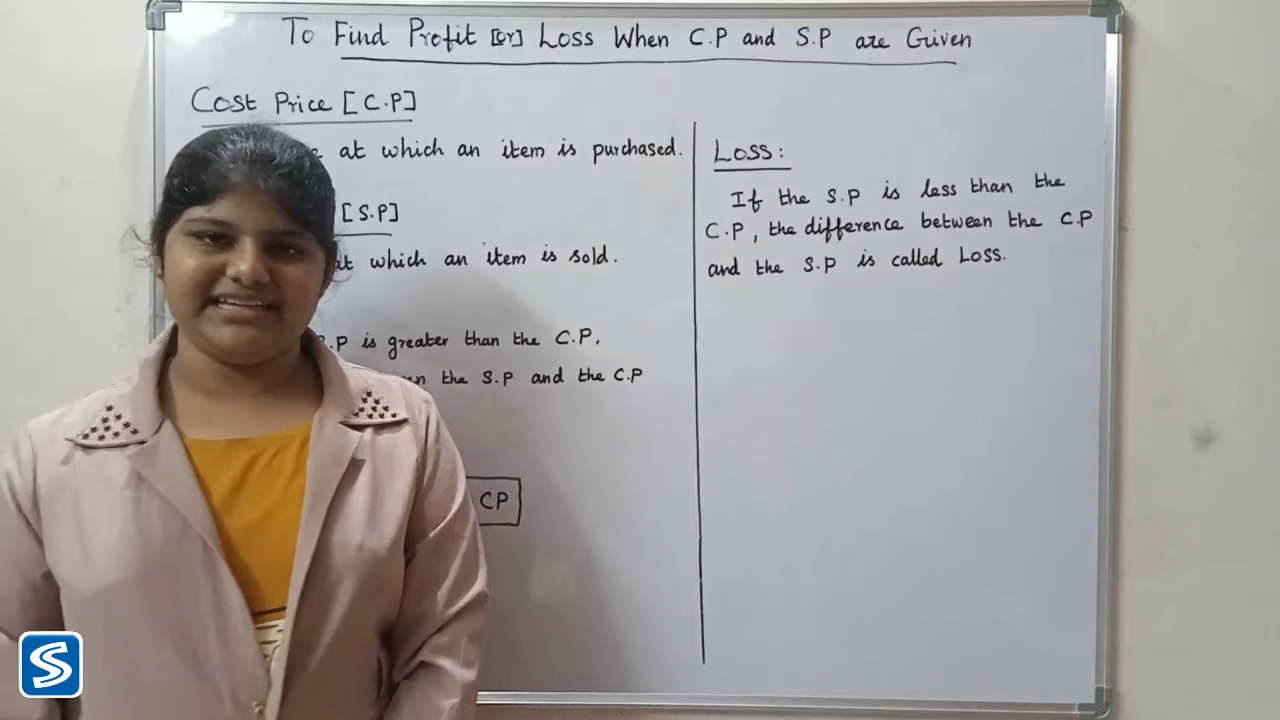 To Find Profit [or] Loss When C.P and S.P are Given
Cost Price [C.P]
at which an item is purchased.
[S.P]
at which an item is sold.
.P is greater than the C.P.
the S.P and the C.P
CP
Loss:
If the S.P is less than the
C.P, the difference between the C.P
and the S.P is called Loss.
S